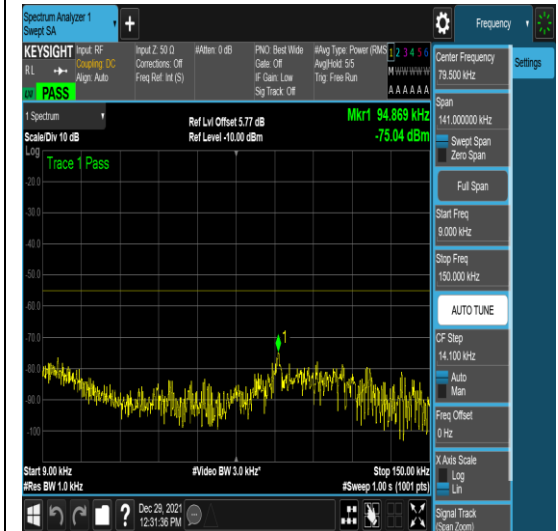 Spectrum Analyzer 1
Swept SA
Frequency
KEYSIGHT
RL
Input: RF
Coupling: DC
Align: Auto
Input Z: 50 Ω
Corrections: Off
Freq Ref: Int (S)
#Atten: 0 dB
PNO: Best Wide
Gate: Off
IF Gain: Low
Sig Track: Off
#Avg Type: Power (RMS
Avg|Hold: 5/5
Trig: Free Run
1 2 3 4 5 6
M W W W W W
A A A A A A
PASS
1 Spectrum
Scale/Div 10 dB
Ref Lvl Offset 5.77 dB
Ref Level -10.00 dBm
Mkr1 94.869 kHz
-75.04 dBm
Log
Trace 1 Pass
-20.0
-30.0
-40.0
-50.0
-60.0
-70.0
-80.0
-90.0
-100
1
Start 9.00 kHz
#Res BW 1.0 kHz
#Video BW 3.0 kHz*
Stop 150.00 kHz
#Sweep 1.00 s (1001 pts)
Dec 29, 2021
12:31:36 PM
Center Frequency
79.500 kHz
Settings
Span
141.000000 kHz
Swept Span
Zero Span
Full Span
Start Freq
9.000 kHz
Stop Freq
150.000 kHz
AUTO TUNE
CF Step
14.100 kHz
Auto
Man
Freq Offset
0 Hz
X Axis Scale
Log
Lin
Signal Track
(Span Zoom)